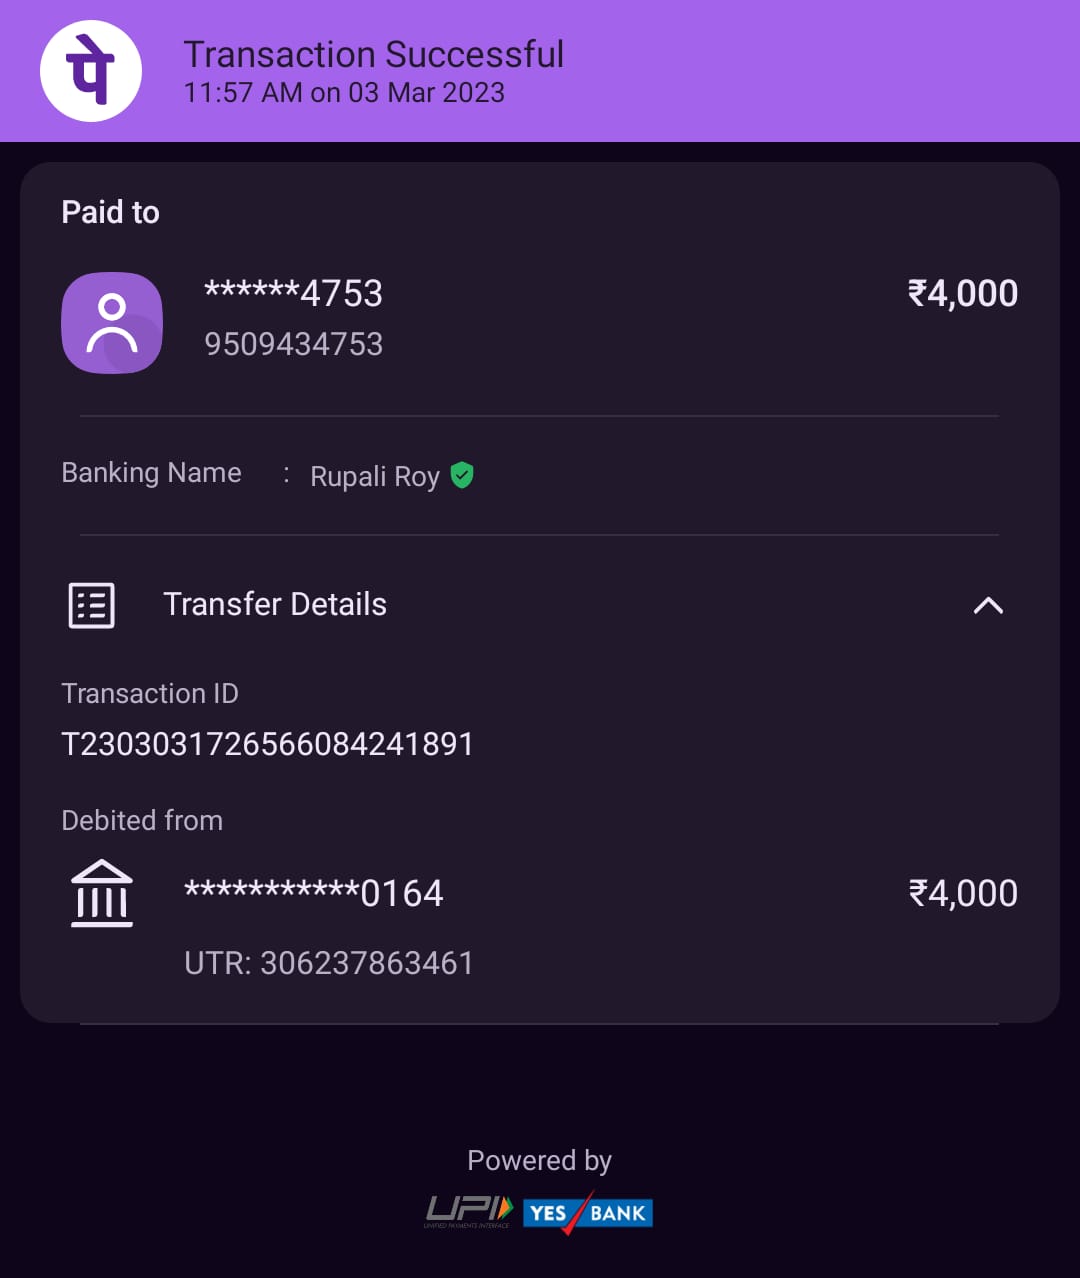 पे
Transaction Successful
11:57 AM on 03 Mar 2023
Paid to
******4753
₹4,000
9509434753
Banking Name : Rupali Roy
Transfer Details
Transaction ID
T2303031726566084241891
Debited from
***********0164
₹4,000
UTR: 306237863461
Powered by
UPI
UNIFIED PAYMENTS INTERFACE
YES BANK